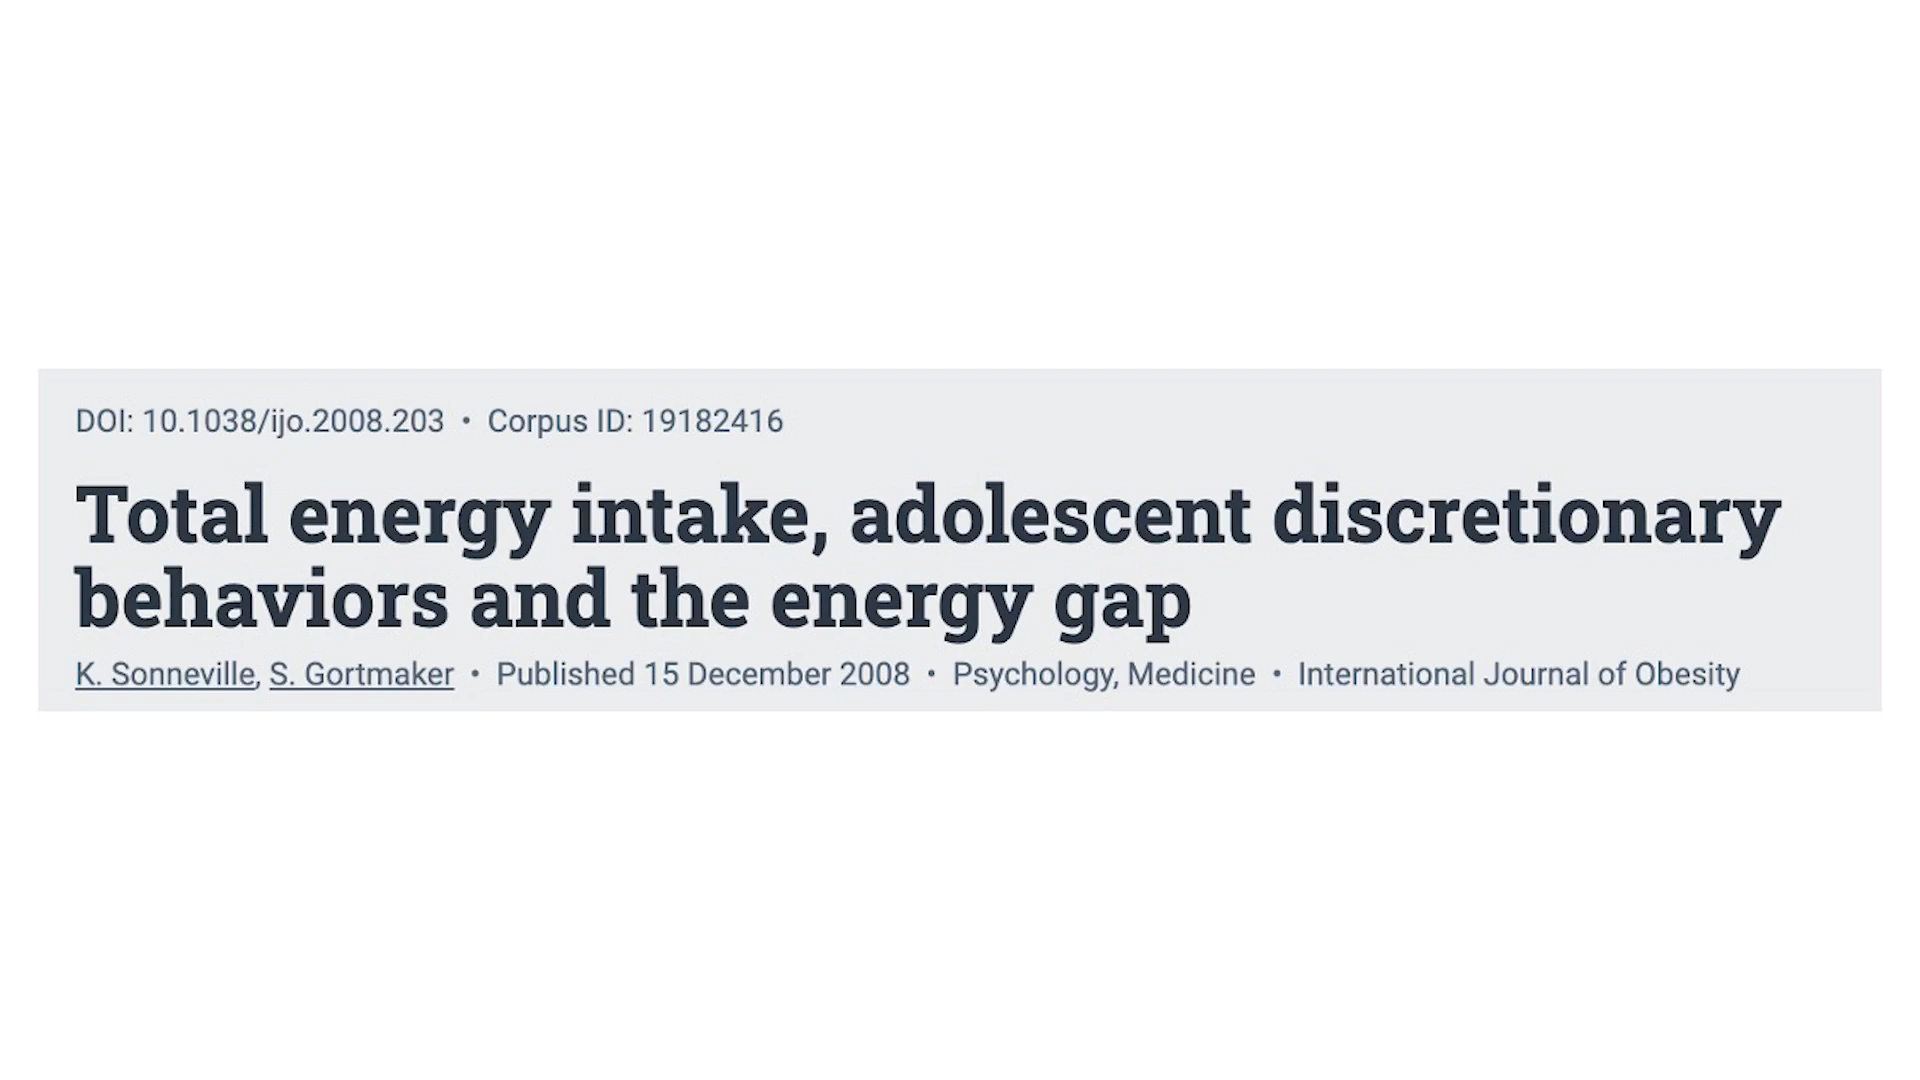 DOI: 10.1038/ijo.2008.203 • Corpus ID: 19182416
Total energy intake, adolescent discretionary
behaviors and the energy gap
K. Sonneville, S. Gortmaker • Published 15 December 2008 • Psychology, Medicine • International Journal of Obesity